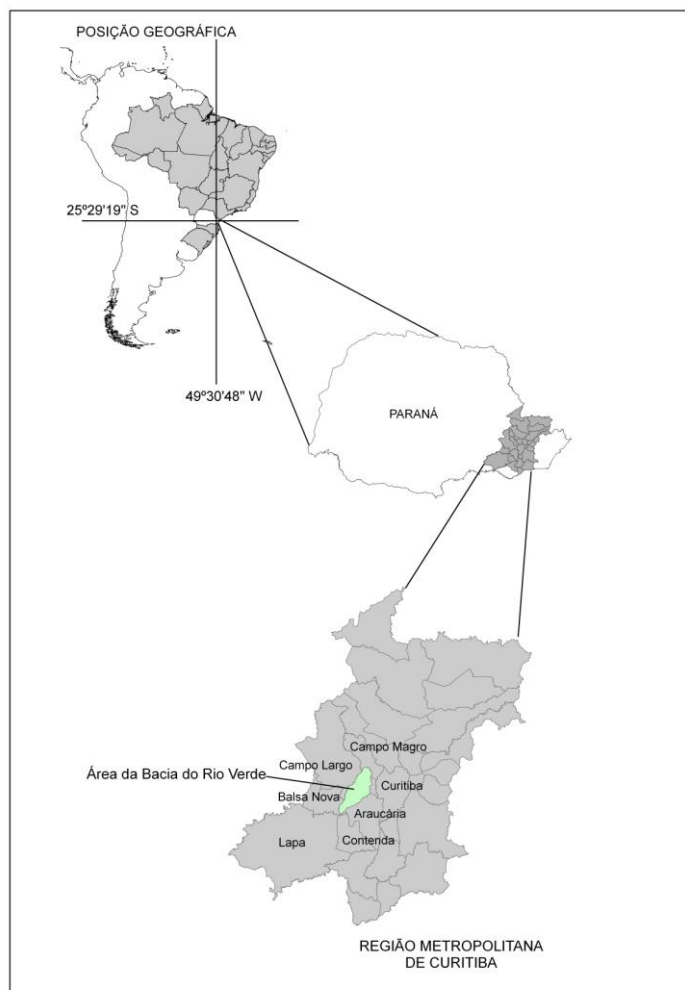 POSIÇÃO GEOGRÁFICA
25º29'19" S
49º30'48" W
PARANÁ
Campo Magro
Campo Largo
Área da Bacia do Rio Verde
Curitiba
Balsa Nova
Araucária
Lapa
Contenda
REGIÃO METROPOLITANA
DE CURITIBA